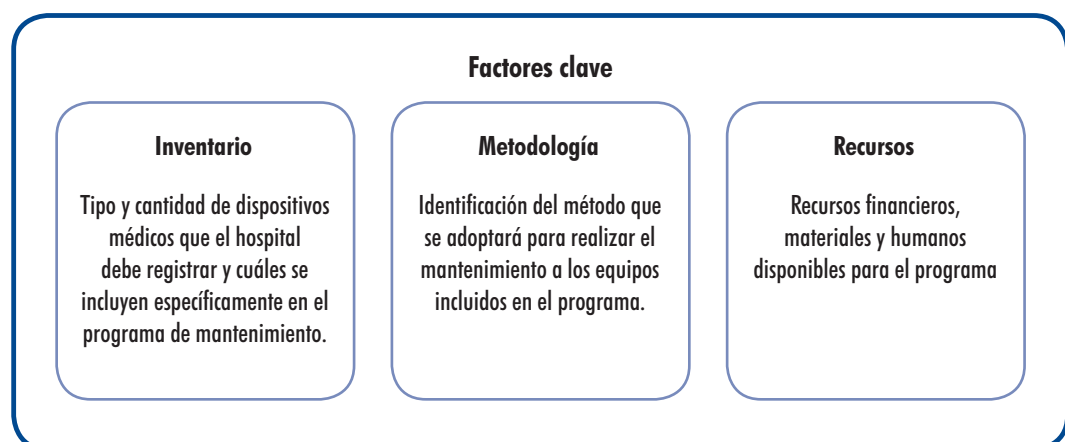 Factores clave
Inventario
Tipo y cantidad de dispositivos
médicos que el hospital
debe registrar y cuáles se
incluyen específicamente en el
programa de mantenimiento.
Metodología
Identificación del método que
se adoptará para realizar el
mantenimiento a los equipos
incluidos en el programa.
Recursos
Recursos financieros,
materiales y humanos
disponibles para el programa